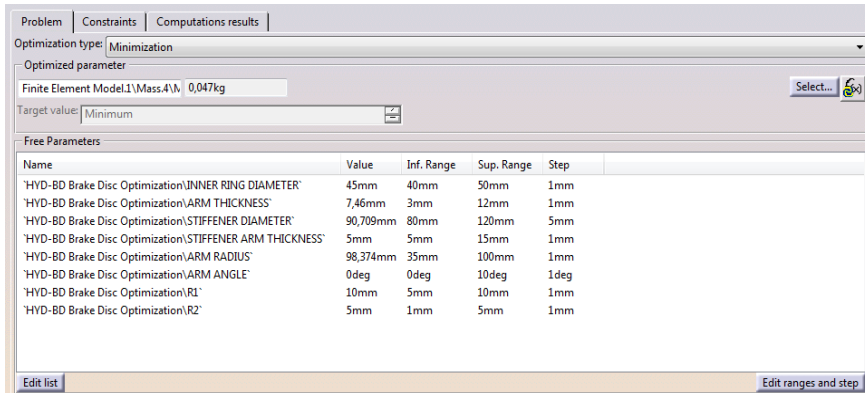 Problem Constraints Computations results
Optimization type: Minimization
Optimized parameter
Finite Element Model.1\Mass.4\M 0,047kg Select... f(x)
Target value: Minimum
Free Parameters
Name Value Inf. Range Sup. Range Step
`HYD-BD Brake Disc Optimization\INNER RING DIAMETER` 45mm 40mm 50mm 1mm
`HYD-BD Brake Disc Optimization\ARM THICKNESS` 7,46mm 3mm 12mm 1mm
`HYD-BD Brake Disc Optimization\STIFFENER DIAMETER` 90,709mm 80mm 120mm 5mm
`HYD-BD Brake Disc Optimization\STIFFENER ARM THICKNESS` 5mm 5mm 15mm 1mm
`HYD-BD Brake Disc Optimization\ARM RADIUS` 98,374mm 35mm 100mm 1mm
`HYD-BD Brake Disc Optimization\ARM ANGLE` 0deg 0deg 10deg 1deg
`HYD-BD Brake Disc Optimization\R1` 10mm 5mm 10mm 1mm
`HYD-BD Brake Disc Optimization\R2` 5mm 1mm 5mm 1mm
Edit list Edit ranges and step